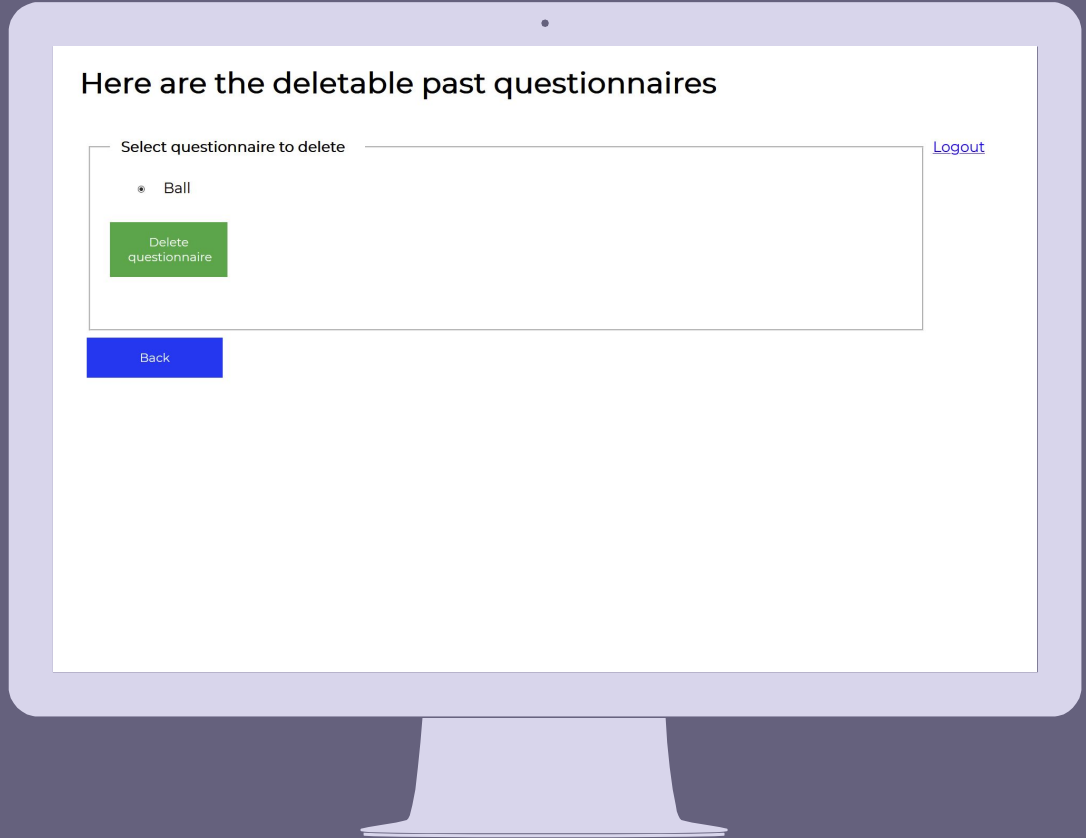 Here are the deletable past questionnaires
Select questionnaire to delete
Logout
Ball
Delete
questionnaire
Back